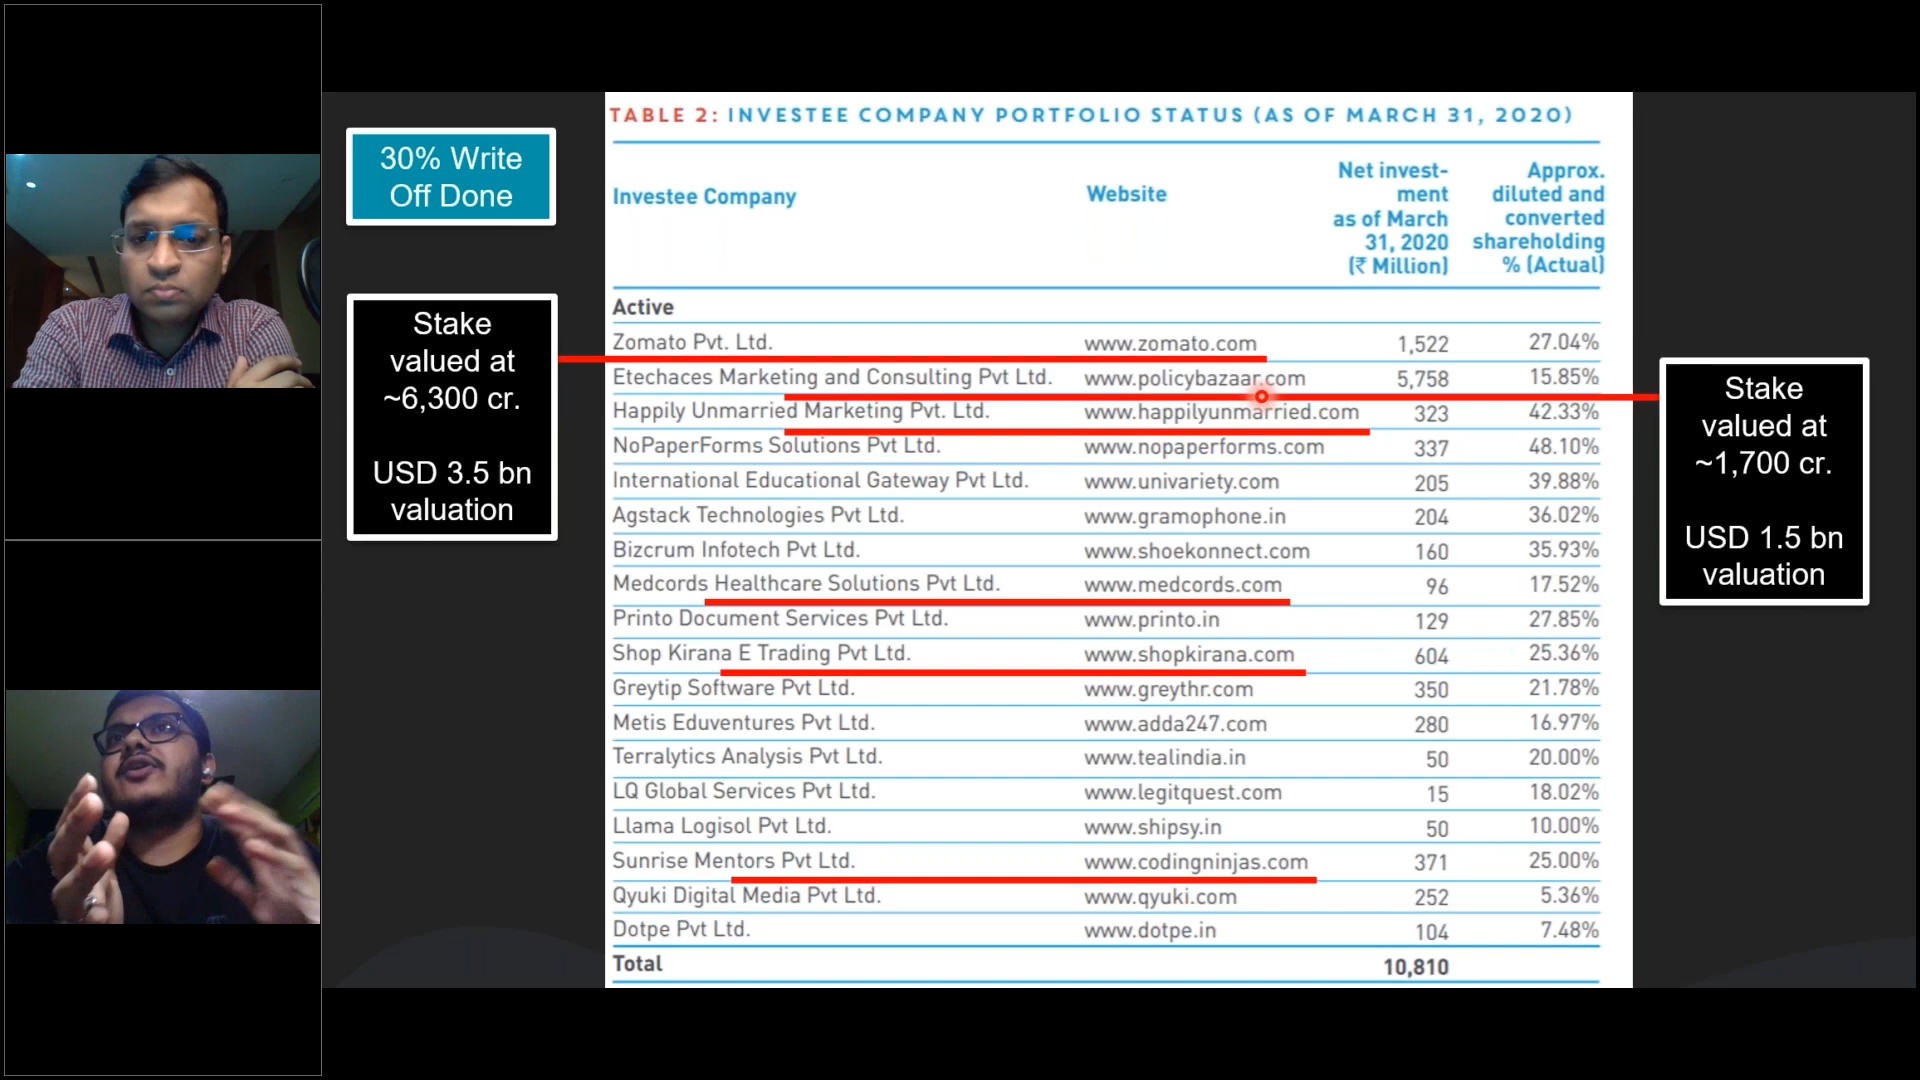 30% Write
Off Done
Stake
valued at
~6,300 cr.
USD 3.5 bn
valuation
TABLE 2: INVESTEE COMPANY PORTFOLIO STATUS (AS OF MARCH 31, 2020)
Investee Company
Website
Net invest-
ment
as of March
31, 2020
(₹ Million)
Approx.
diluted and
converted
shareholding
% (Actual)
Active
Zomato Pvt. Ltd. www.zomato.com 1,522 27.04%
Etechaces Marketing and Consulting Pvt Ltd. www.policybazaar.com 5,758 15.85%
Happily Unmarried Marketing Pvt. Ltd. www.happilyunmarried.com 323 42.33%
NoPaperForms Solutions Pvt Ltd. www.nopaperforms.com 337 48.10%
International Educational Gateway Pvt Ltd. www.univariety.com 205 39.88%
Agstack Technologies Pvt Ltd. www.gramophone.in 204 36.02%
Bizcrum Infotech Pvt Ltd. www.shoekonnect.com 160 35.93%
Medcords Healthcare Solutions Pvt Ltd. www.medcords.com 96 17.52%
Printo Document Services Pvt Ltd. www.printo.in 129 27.85%
Shop Kirana E Trading Pvt Ltd. www.shopkirana.com 604 25.36%
Greytip Software Pvt Ltd. www.greythr.com 350 21.78%
Metis Eduventures Pvt Ltd. www.adda247.com 280 16.97%
Terralytics Analysis Pvt Ltd. www.tealindia.in 50 20.00%
LQ Global Services Pvt Ltd. www.legitquest.com 15 18.02%
Llama Logisol Pvt Ltd. www.shipsy.in 50 10.00%
Sunrise Mentors Pvt Ltd. www.codingninjas.com 371 25.00%
Qyuki Digital Media Pvt Ltd. www.qyuki.com 252 5.36%
Dotpe Pvt Ltd. www.dotpe.in 104 7.48%
Total 10,810
Stake
valued at
~1,700 cr.
USD 1.5 bn
valuation